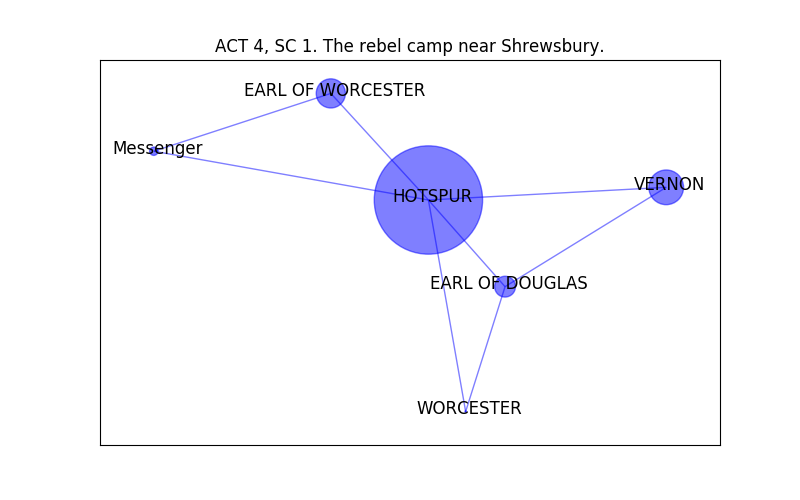 ACT 4, SC 1. The rebel camp near Shrewsbury.
EARL OF WORCESTER
Messenger
VERNON
HOTSPUR
EARL OF DOUGLAS
WORCESTER